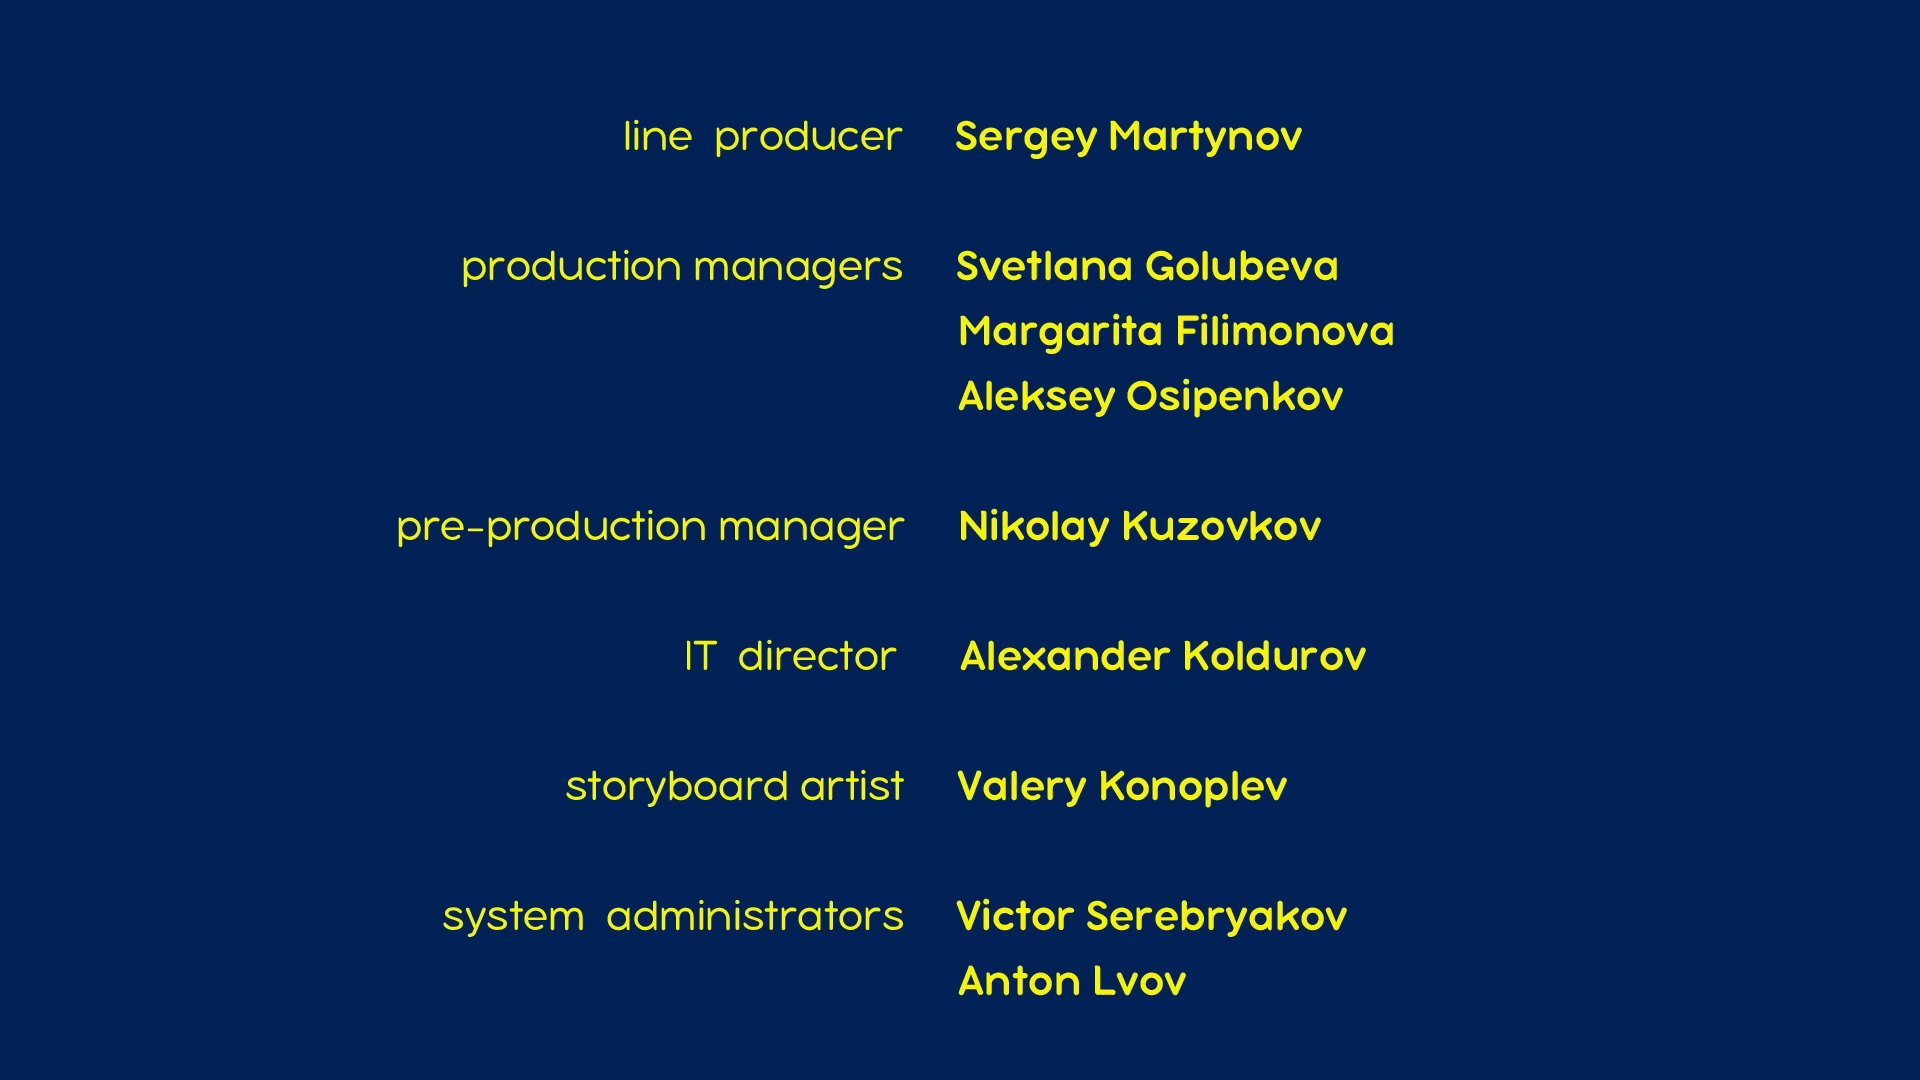 line producer Sergey Martynov
production managers Svetlana Golubeva
Margarita Filimonova
Aleksey Osipenkov
pre-production manager Nikolay Kuzovkov
IT director Alexander Koldurov
storyboard artist Valery Konoplev
system administrators Victor Serebryakov
Anton Lvov